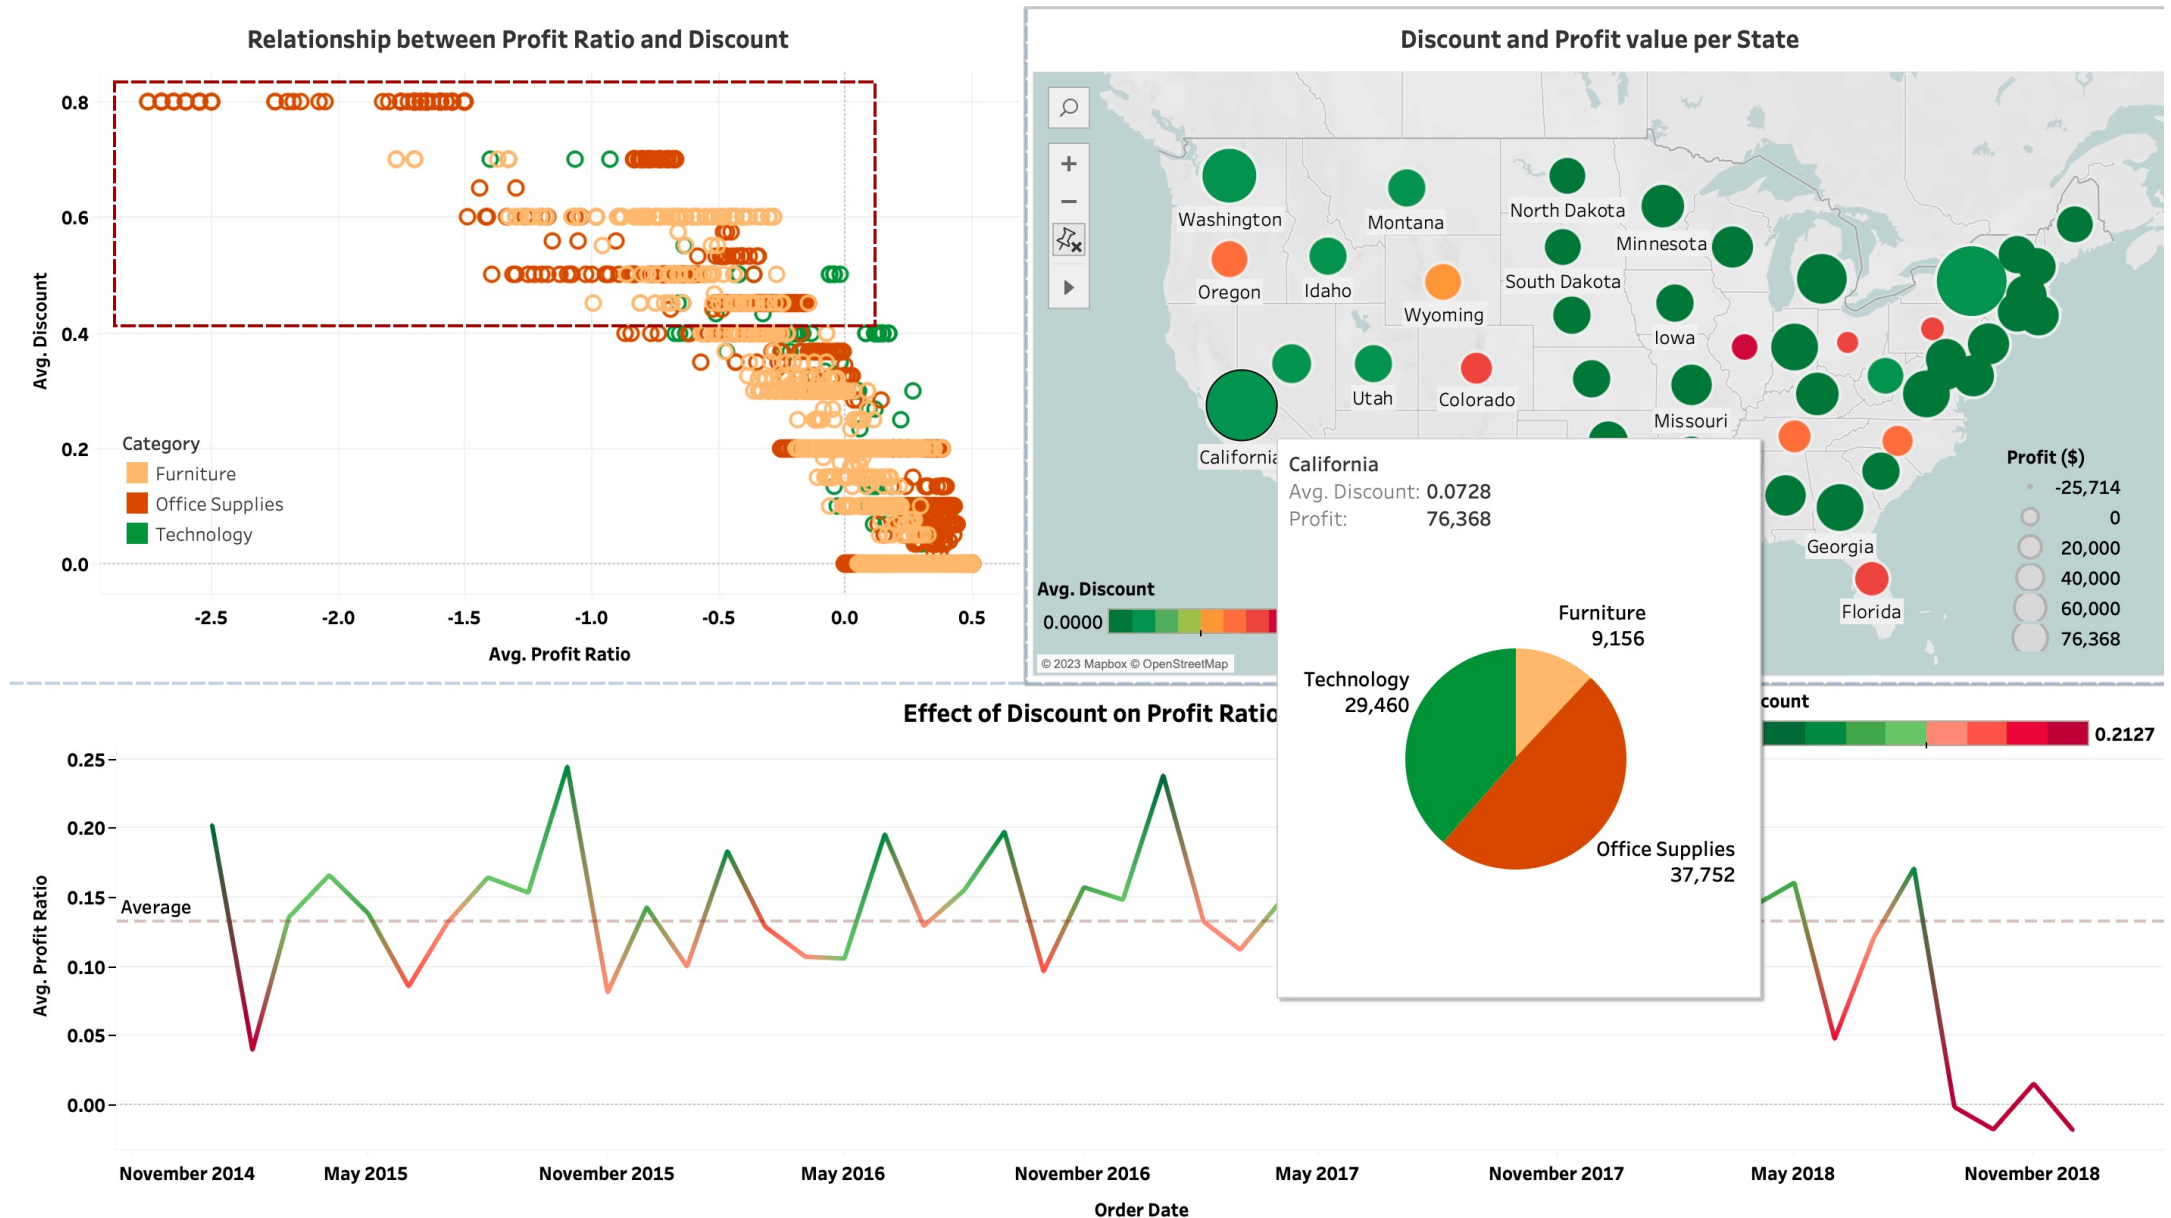 Relationship between Profit Ratio and Discount
0.8
0.6
0.4
0.2
0.0
Avg. Discount
Category
Furniture
Office Supplies
Technology
-2.5
-2.0
-1.5
-1.0
-0.5
0.0
0.5
Avg. Profit Ratio
Discount and Profit value per State
Washington
Montana
North Dakota
Minnesota
Oregon
Idaho
South Dakota
Wyoming
Iowa
Utah
Colorado
Missouri
California
Georgia
Florida
Profit ($)
-25,714
0
20,000
40,000
60,000
76,368
Avg. Discount
0.0000
© 2023 Mapbox © OpenStreetMap
California
Avg. Discount: 0.0728
Profit: 76,368
Furniture
9,156
Technology
29,460
Office Supplies
37,752
Effect of Discount on Profit Ratio
count
0.2127
0.25
0.20
0.15
0.10
0.05
0.00
Avg. Profit Ratio
Average
November 2014
May 2015
November 2015
May 2016
November 2016
May 2017
November 2017
May 2018
November 2018
Order Date